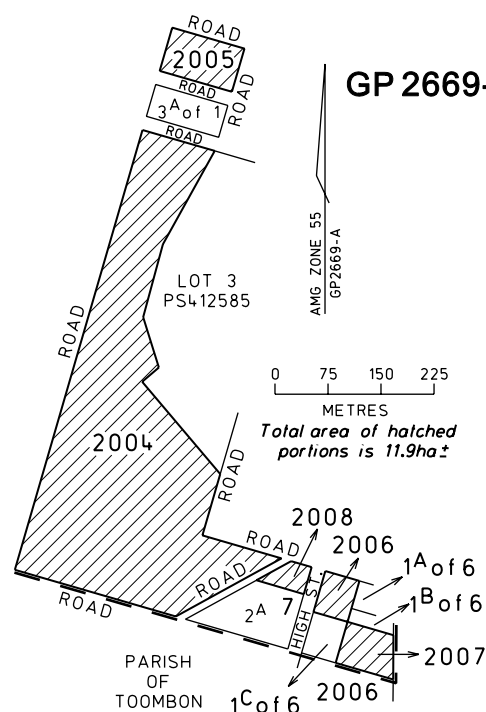 ROAD
2005
ROAD
ROAD
3 A of 1
ROAD
GP 2669-
AMG ZONE 55
GP2669-A
LOT 3
PS412585
ROAD
0 75 150 225
METRES
Total area of hatched
portions is 11.9ha±
2004
ROAD
ROAD
2008
2006
1A of 6
1B of 6
ROAD
ROAD
2A
7
HIGH ST.
2007
2006
1C of 6
PARISH
OF
TOOMBON